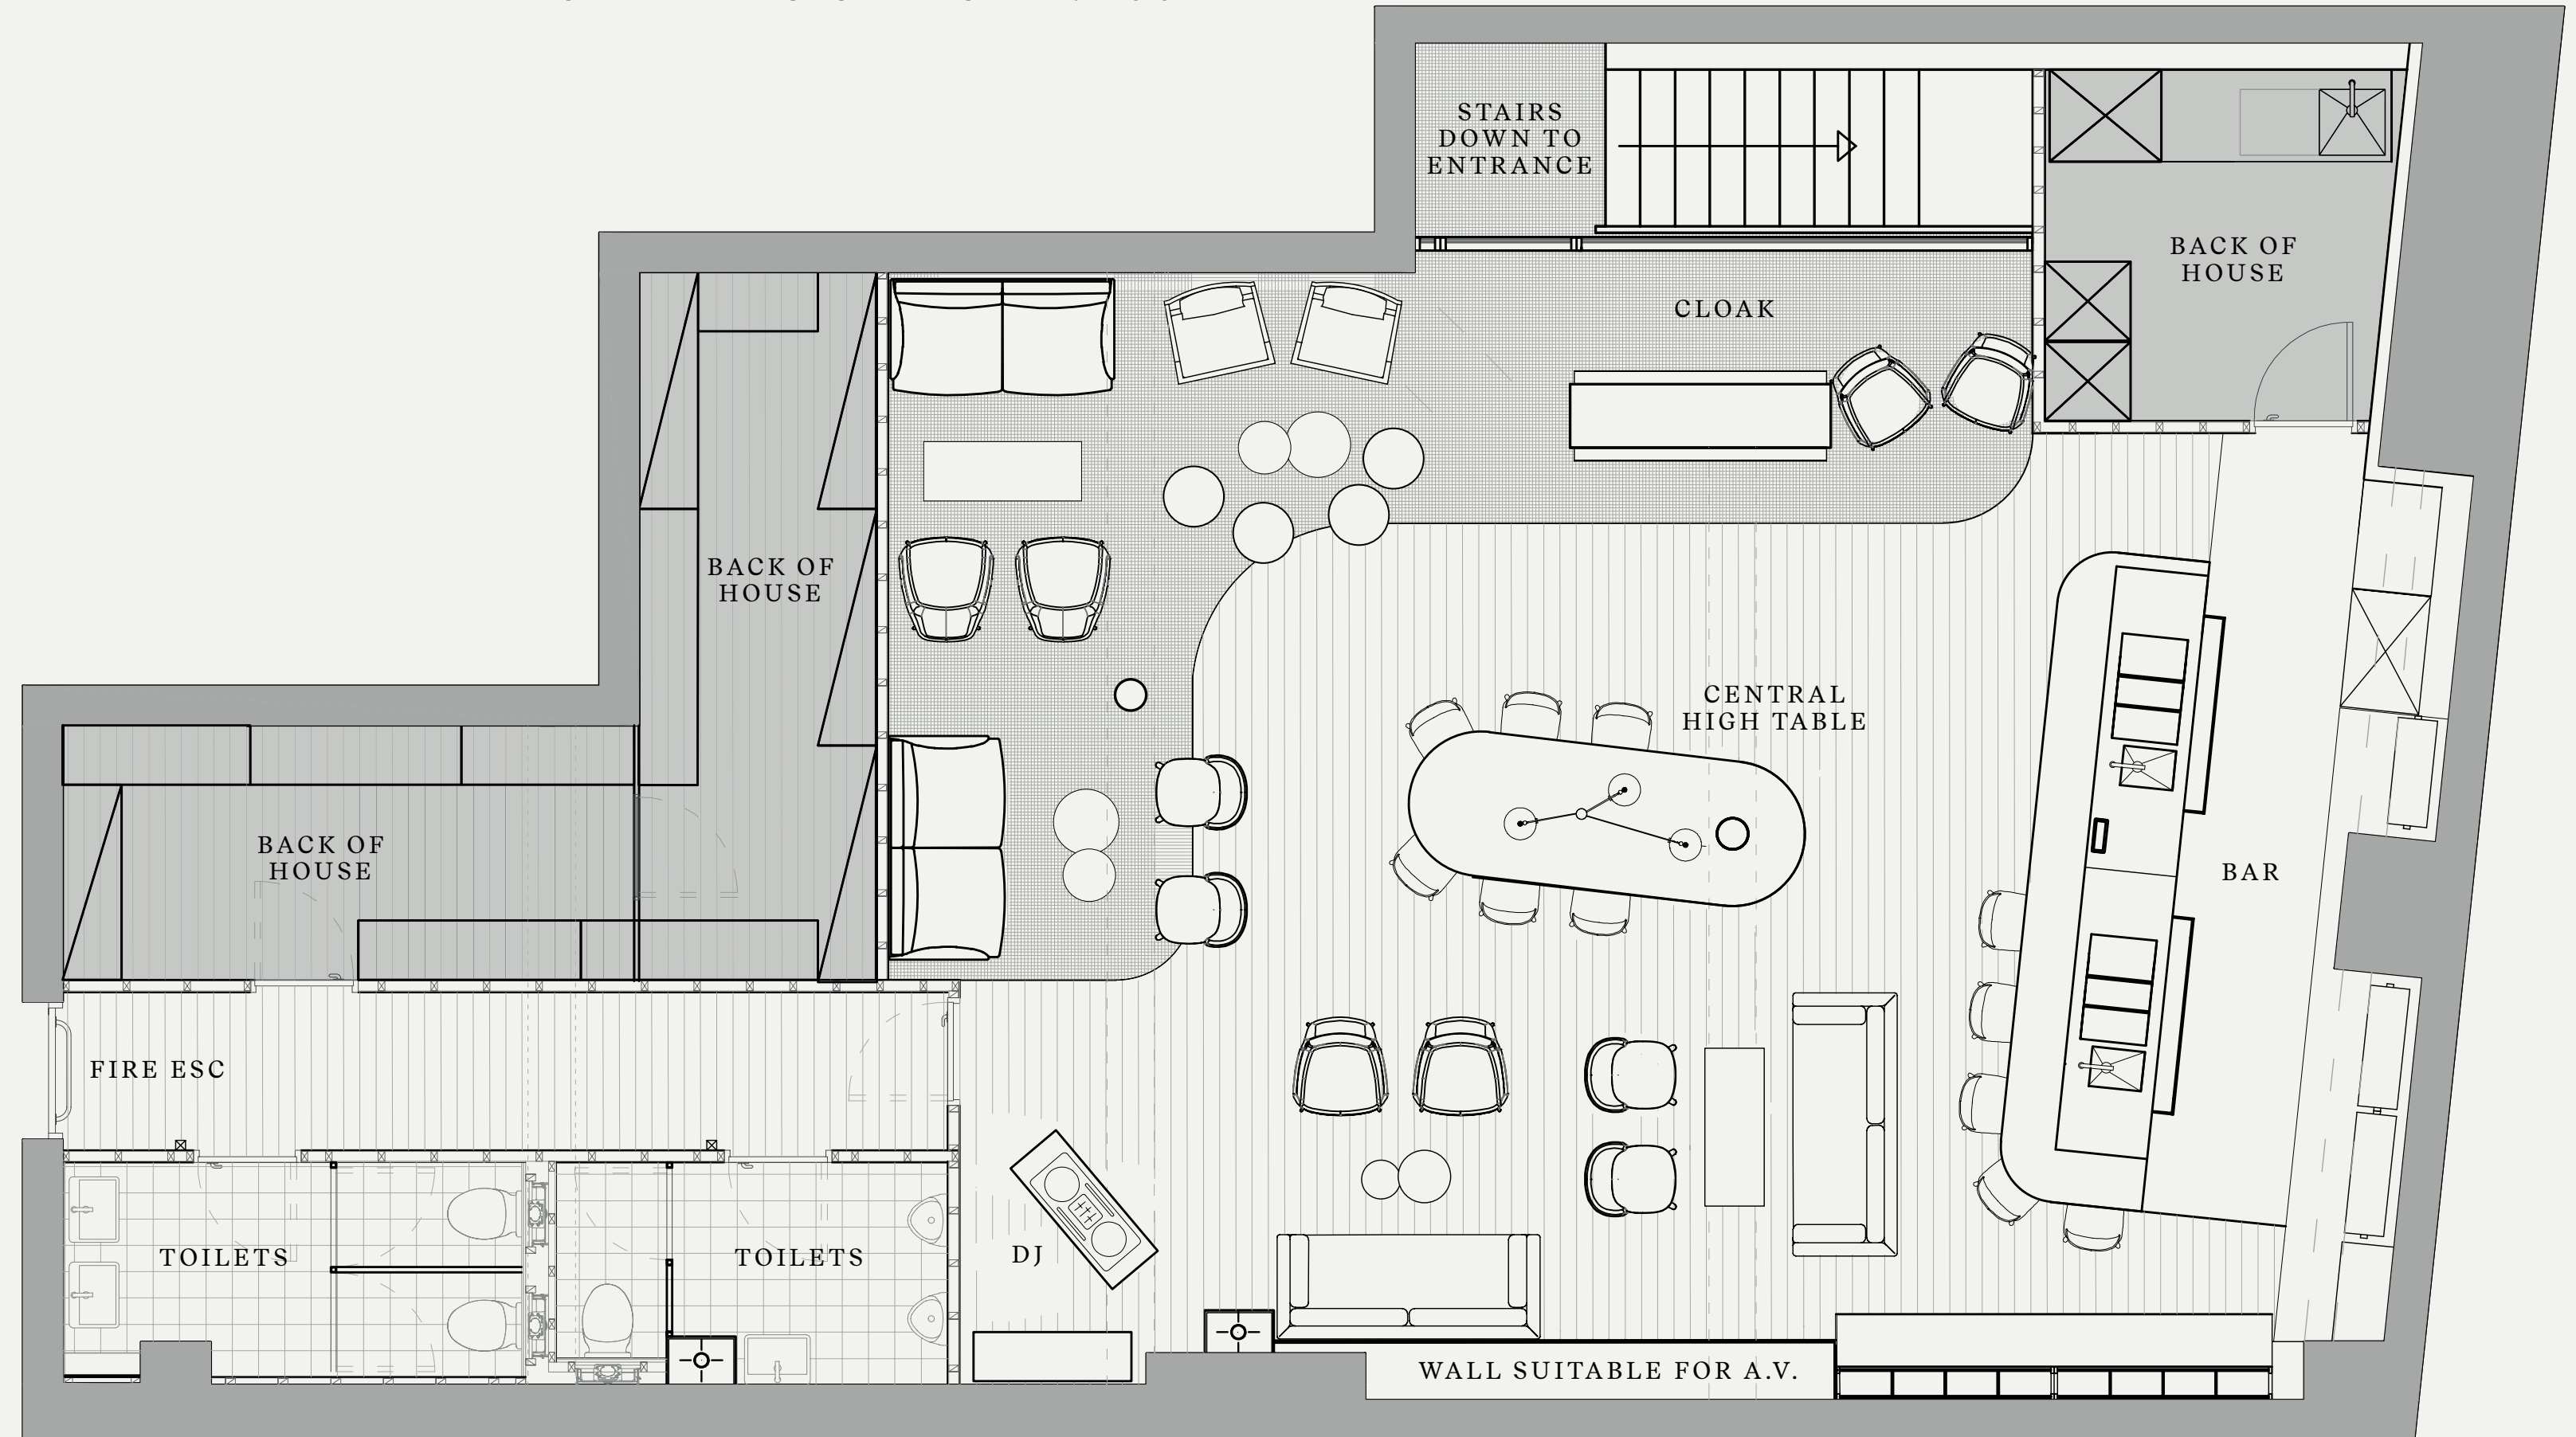 STAIRS
DOWN TO
ENTRANCE
BACK OF
HOUSE
CLOAK
BACK OF
HOUSE
CENTRAL
HIGH TABLE
BACK OF
HOUSE
BAR
FIRE ESC
TOILETS
TOILETS
DJ
WALL SUITABLE FOR A.V.